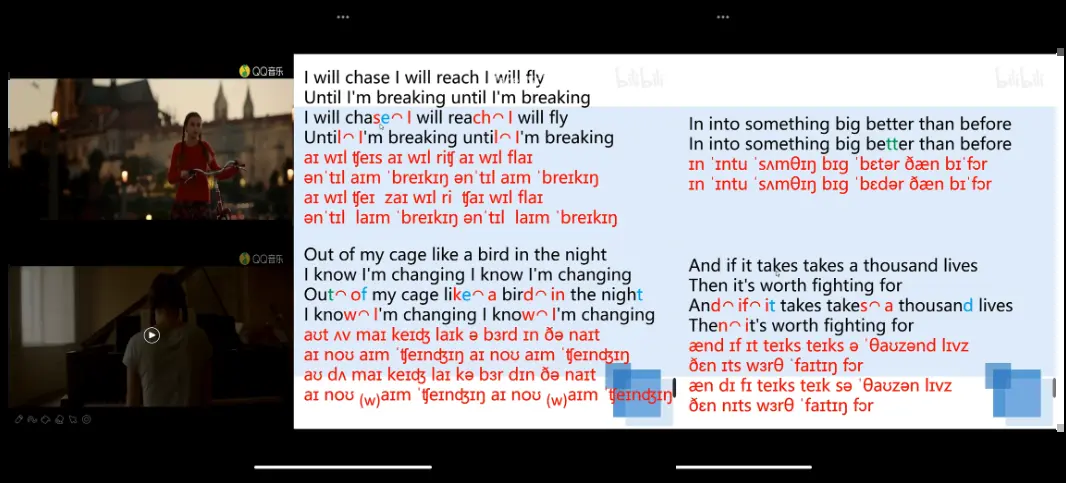 QQ音乐
QQ音乐
bilibili
I will chase I will reach I will fly
Until I'm breaking until I'm breaking
I will chase I will reach I will fly
Until I'm breaking until I'm breaking
aɪ wɪl ʧeɪs aɪ wɪl riʧ aɪ wɪl flaɪ
ənˈtɪl aɪm ˈbreɪkɪŋ ənˈtɪl aɪm ˈbreɪkɪŋ
aɪ wɪl ʧeɪ zaɪ wɪl ri ʧaɪ wɪl flaɪ
ənˈtɪl laɪm ˈbreɪkɪŋ ənˈtɪl laɪm ˈbreɪkɪŋ
Out of my cage like a bird in the night
I know I'm changing I know I'm changing
Out of my cage like a bird in the night
I know I'm changing I know I'm changing
aʊt ʌv maɪ keɪʤ laɪk ə bɜrd ɪn ðə naɪt
aɪ noʊ aɪm ˈʧeɪnʤɪŋ aɪ noʊ aɪm ˈʧeɪnʤɪŋ
aʊ dʌ maɪ keɪʤ laɪ kə bɜr dɪn ðə naɪt
aɪ noʊ (w)aɪm ˈʧeɪnʤɪŋ aɪ noʊ (w)aɪm ˈʧeɪnʤɪŋ
bilibili
In into something big better than before
In into something big better than before
ɪn ˈɪntu ˈsʌmθɪŋ bɪg ˈbɛtər ðæn bɪˈfɔr
ɪn ˈɪntu ˈsʌmθɪŋ bɪg ˈbɛdər ðæn bɪˈfɔr
And if it takes takes a thousand lives
Then it's worth fighting for
And if it takes takes a thousand lives
Then it's worth fighting for
ænd ɪf ɪt teɪks teɪks ə ˈθaʊzənd lɪvz
ðɛn ɪts wɜrθ ˈfaɪtɪŋ fɔr
æn dɪ fɪ teɪks teɪk sə ˈθaʊzən lɪvz
ðɛn nɪts wɜrθ ˈfaɪtɪŋ fɔr